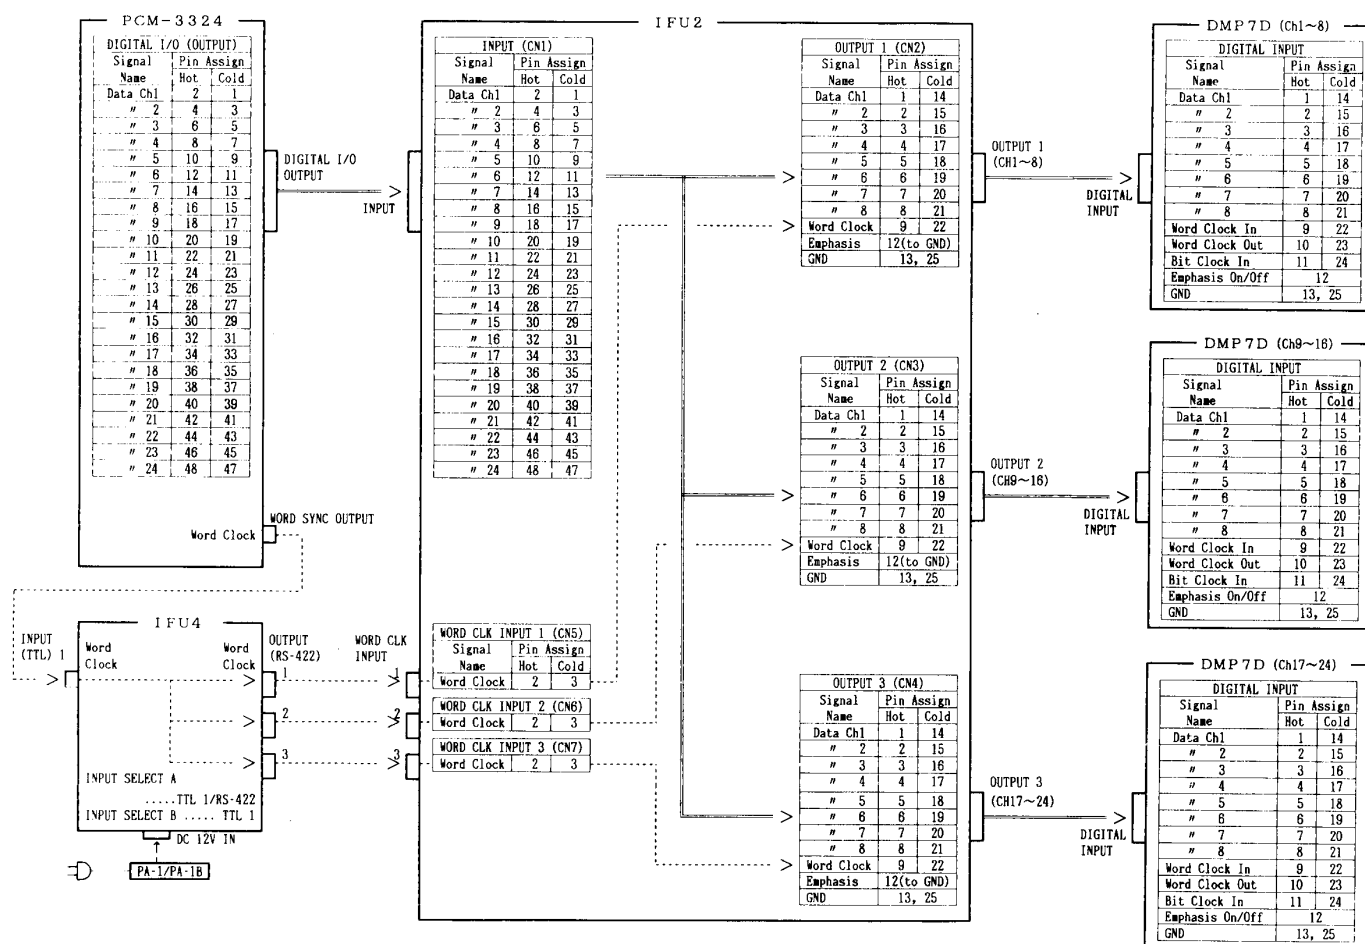 PCM-3324
DIGITAL I/O (OUTPUT)
Signal Name Pin Assign
Hot Cold
Data Ch1 2 1
〃 2 4 3
〃 3 6 5
〃 4 8 7
〃 5 10 9
〃 6 12 11
〃 7 14 13
〃 8 16 15
〃 9 18 17
〃 10 20 19
〃 11 22 21
〃 12 24 23
〃 13 26 25
〃 14 28 27
〃 15 30 29
〃 16 32 31
〃 17 34 33
〃 18 36 35
〃 19 38 37
〃 20 40 39
〃 21 42 41
〃 22 44 43
〃 23 46 45
〃 24 48 47
DIGITAL I/O
OUTPUT
INPUT
Word Clock
WORD SYNC OUTPUT
IFU4
INPUT
(TTL) 1
Word
Clock
Word
Clock
OUTPUT
(RS-422)
1
2
3
INPUT SELECT A
.....TTL 1/RS-422
INPUT SELECT B ..... TTL 1
DC 12V IN
PA-1/PA-1B
WORD CLK
INPUT
1
2
3
IFU2
INPUT (CN1)
Signal Name Pin Assign
Hot Cold
Data Ch1 2 1
〃 2 4 3
〃 3 6 5
〃 4 8 7
〃 5 10 9
〃 6 12 11
〃 7 14 13
〃 8 16 15
〃 9 18 17
〃 10 20 19
〃 11 22 21
〃 12 24 23
〃 13 26 25
〃 14 28 27
〃 15 30 29
〃 16 32 31
〃 17 34 33
〃 18 36 35
〃 19 38 37
〃 20 40 39
〃 21 42 41
〃 22 44 43
〃 23 46 45
〃 24 48 47
WORD CLK INPUT 1 (CN5)
Signal Name Pin Assign
Hot Cold
Word Clock 2 3
WORD CLK INPUT 2 (CN6)
Word Clock 2 3
WORD CLK INPUT 3 (CN7)
Word Clock 2 3
OUTPUT 1 (CN2)
Signal Name Pin Assign
Hot Cold
Data Ch1 1 14
〃 2 2 15
〃 3 3 16
〃 4 4 17
〃 5 5 18
〃 6 6 19
〃 7 7 20
〃 8 8 21
Word Clock 9 22
Emphasis 12(to GND)
GND 13, 25
OUTPUT 1
(CH1〜8)
OUTPUT 2 (CN3)
Signal Name Pin Assign
Hot Cold
Data Ch1 1 14
〃 2 2 15
〃 3 3 16
〃 4 4 17
〃 5 5 18
〃 6 6 19
〃 7 7 20
〃 8 8 21
Word Clock 9 22
Emphasis 12(to GND)
GND 13, 25
OUTPUT 2
(CH9〜16)
OUTPUT 3 (CN4)
Signal Name Pin Assign
Hot Cold
Data Ch1 1 14
〃 2 2 15
〃 3 3 16
〃 4 4 17
〃 5 5 18
〃 6 6 19
〃 7 7 20
〃 8 8 21
Word Clock 9 22
Emphasis 12(to GND)
GND 13, 25
OUTPUT 3
(CH17〜24)
DMP7D (Ch1〜8)
DIGITAL
INPUT
DIGITAL INPUT
Signal Name Pin Assign
Hot Cold
Data Ch1 1 14
〃 2 2 15
〃 3 3 16
〃 4 4 17
〃 5 5 18
〃 6 6 19
〃 7 7 20
〃 8 8 21
Word Clock In 9 22
Word Clock Out 10 23
Bit Clock In 11 24
Emphasis On/Off 12
GND 13, 25
DMP7D (Ch9〜16)
DIGITAL
INPUT
DIGITAL INPUT
Signal Name Pin Assign
Hot Cold
Data Ch1 1 14
〃 2 2 15
〃 3 3 16
〃 4 4 17
〃 5 5 18
〃 6 6 19
〃 7 7 20
〃 8 8 21
Word Clock In 9 22
Word Clock Out 10 23
Bit Clock In 11 24
Emphasis On/Off 12
GND 13, 25
DMP7D (Ch17〜24)
DIGITAL
INPUT
DIGITAL INPUT
Signal Name Pin Assign
Hot Cold
Data Ch1 1 14
〃 2 2 15
〃 3 3 16
〃 4 4 17
〃 5 5 18
〃 6 6 19
〃 7 7 20
〃 8 8 21
Word Clock In 9 22
Word Clock Out 10 23
Bit Clock In 11 24
Emphasis On/Off 12
GND 13, 25